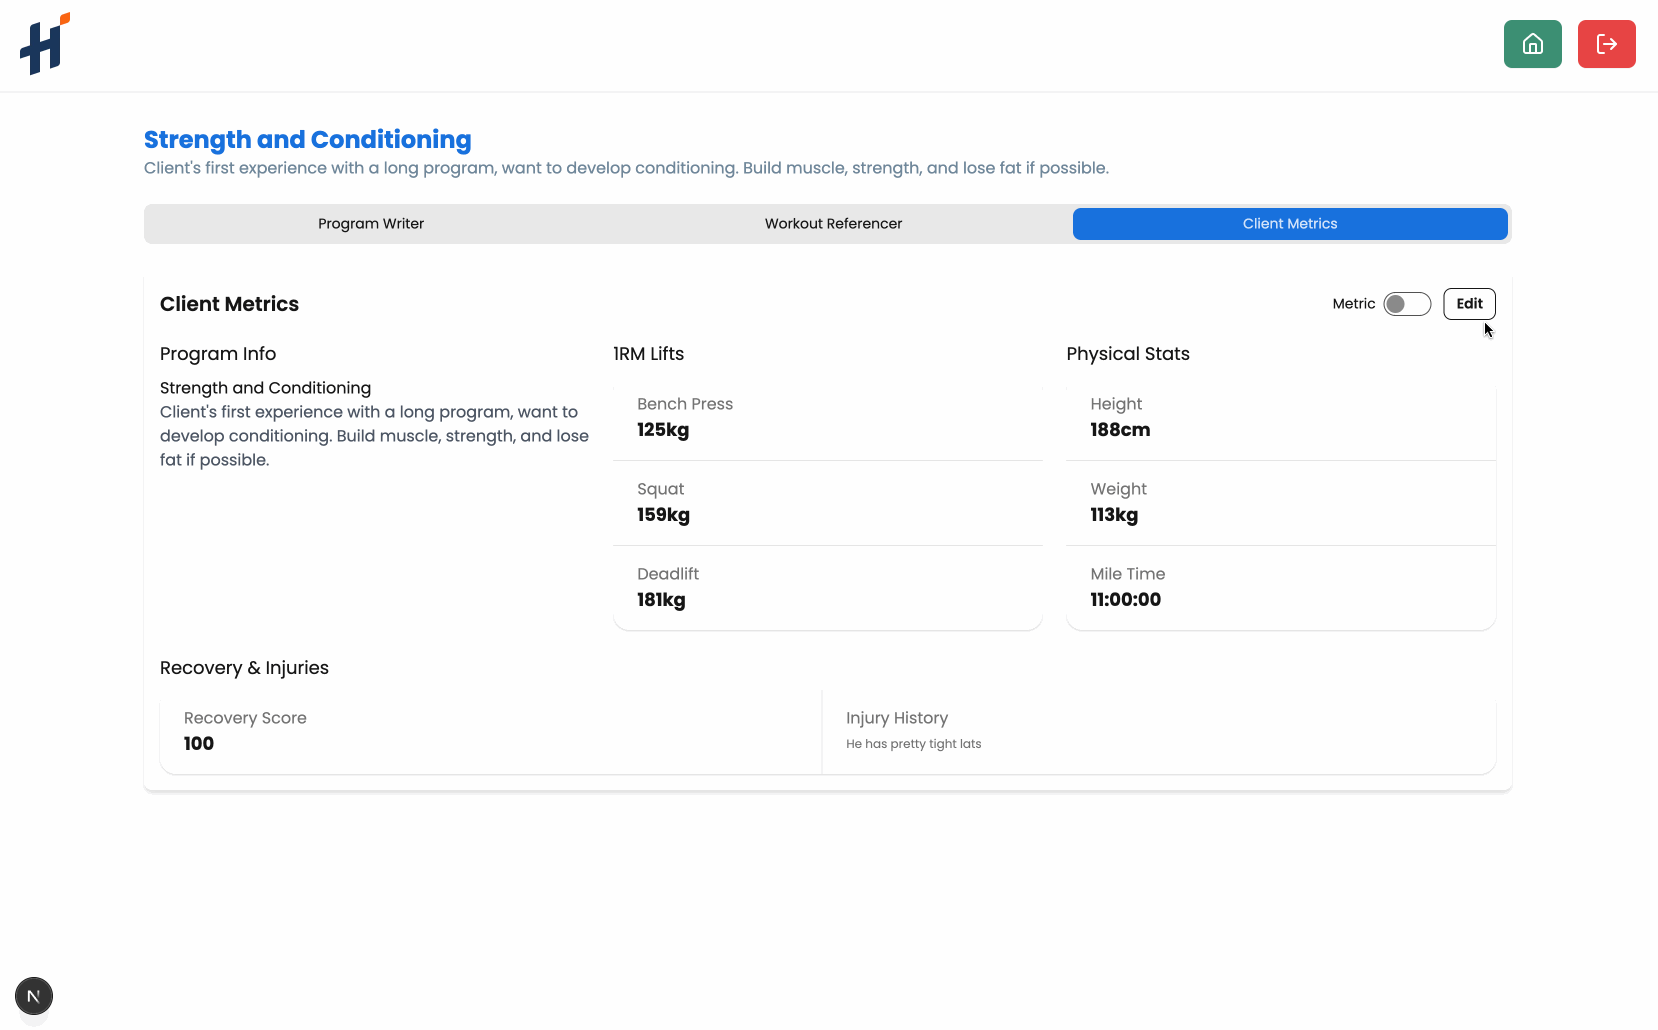 Strength and Conditioning
Client's first experience with a long program, want to develop conditioning. Build muscle, strength, and lose fat if possible.
Program Writer
Workout Referencer
Client Metrics
Client Metrics
Metric
Edit
Program Info
Strength and Conditioning
Client's first experience with a long program, want to
develop conditioning. Build muscle, strength, and lose
fat if possible.
1RM Lifts
Bench Press
125kg
Squat
159kg
Deadlift
181kg
Physical Stats
Height
188cm
Weight
113kg
Mile Time
11:00:00
Recovery & Injuries
Recovery Score
100
Injury History
He has pretty tight lats
N